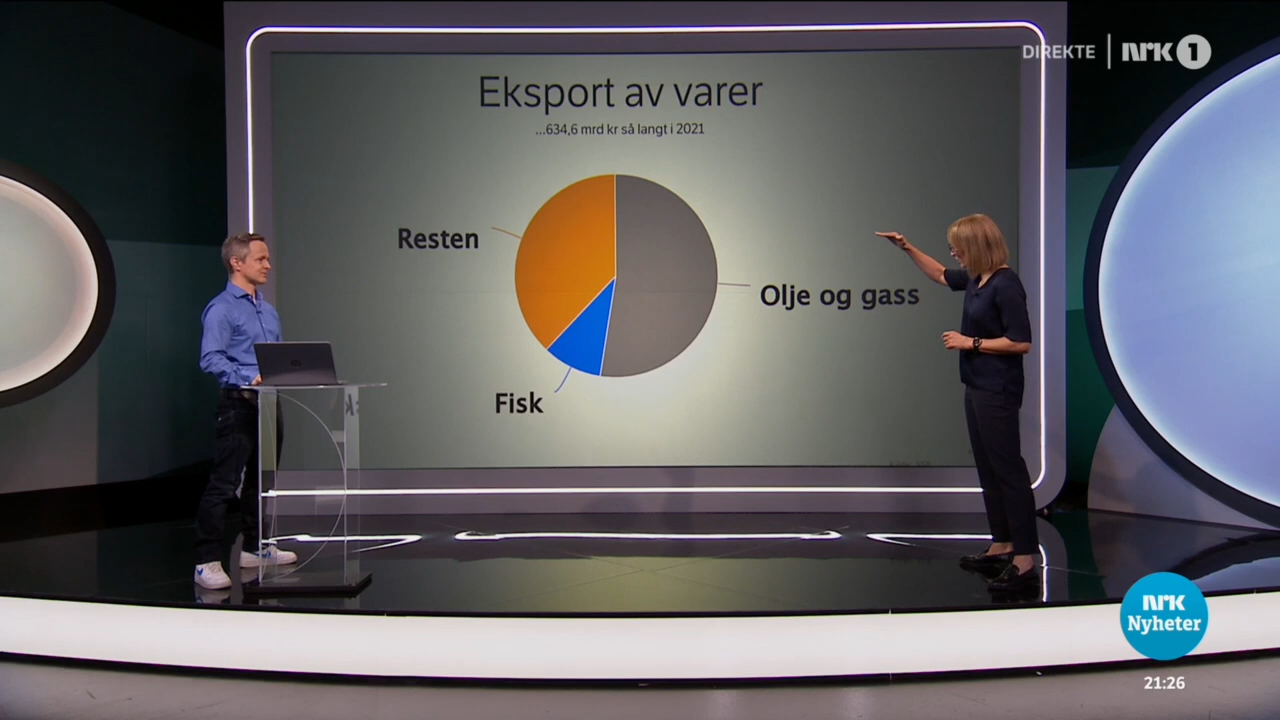 DIREKTE
NRK 1
Eksport av varer
...634,6 mrd kr så langt i 2021
Resten
Olje og gass
Fisk
NRK
Nyheter
21:26